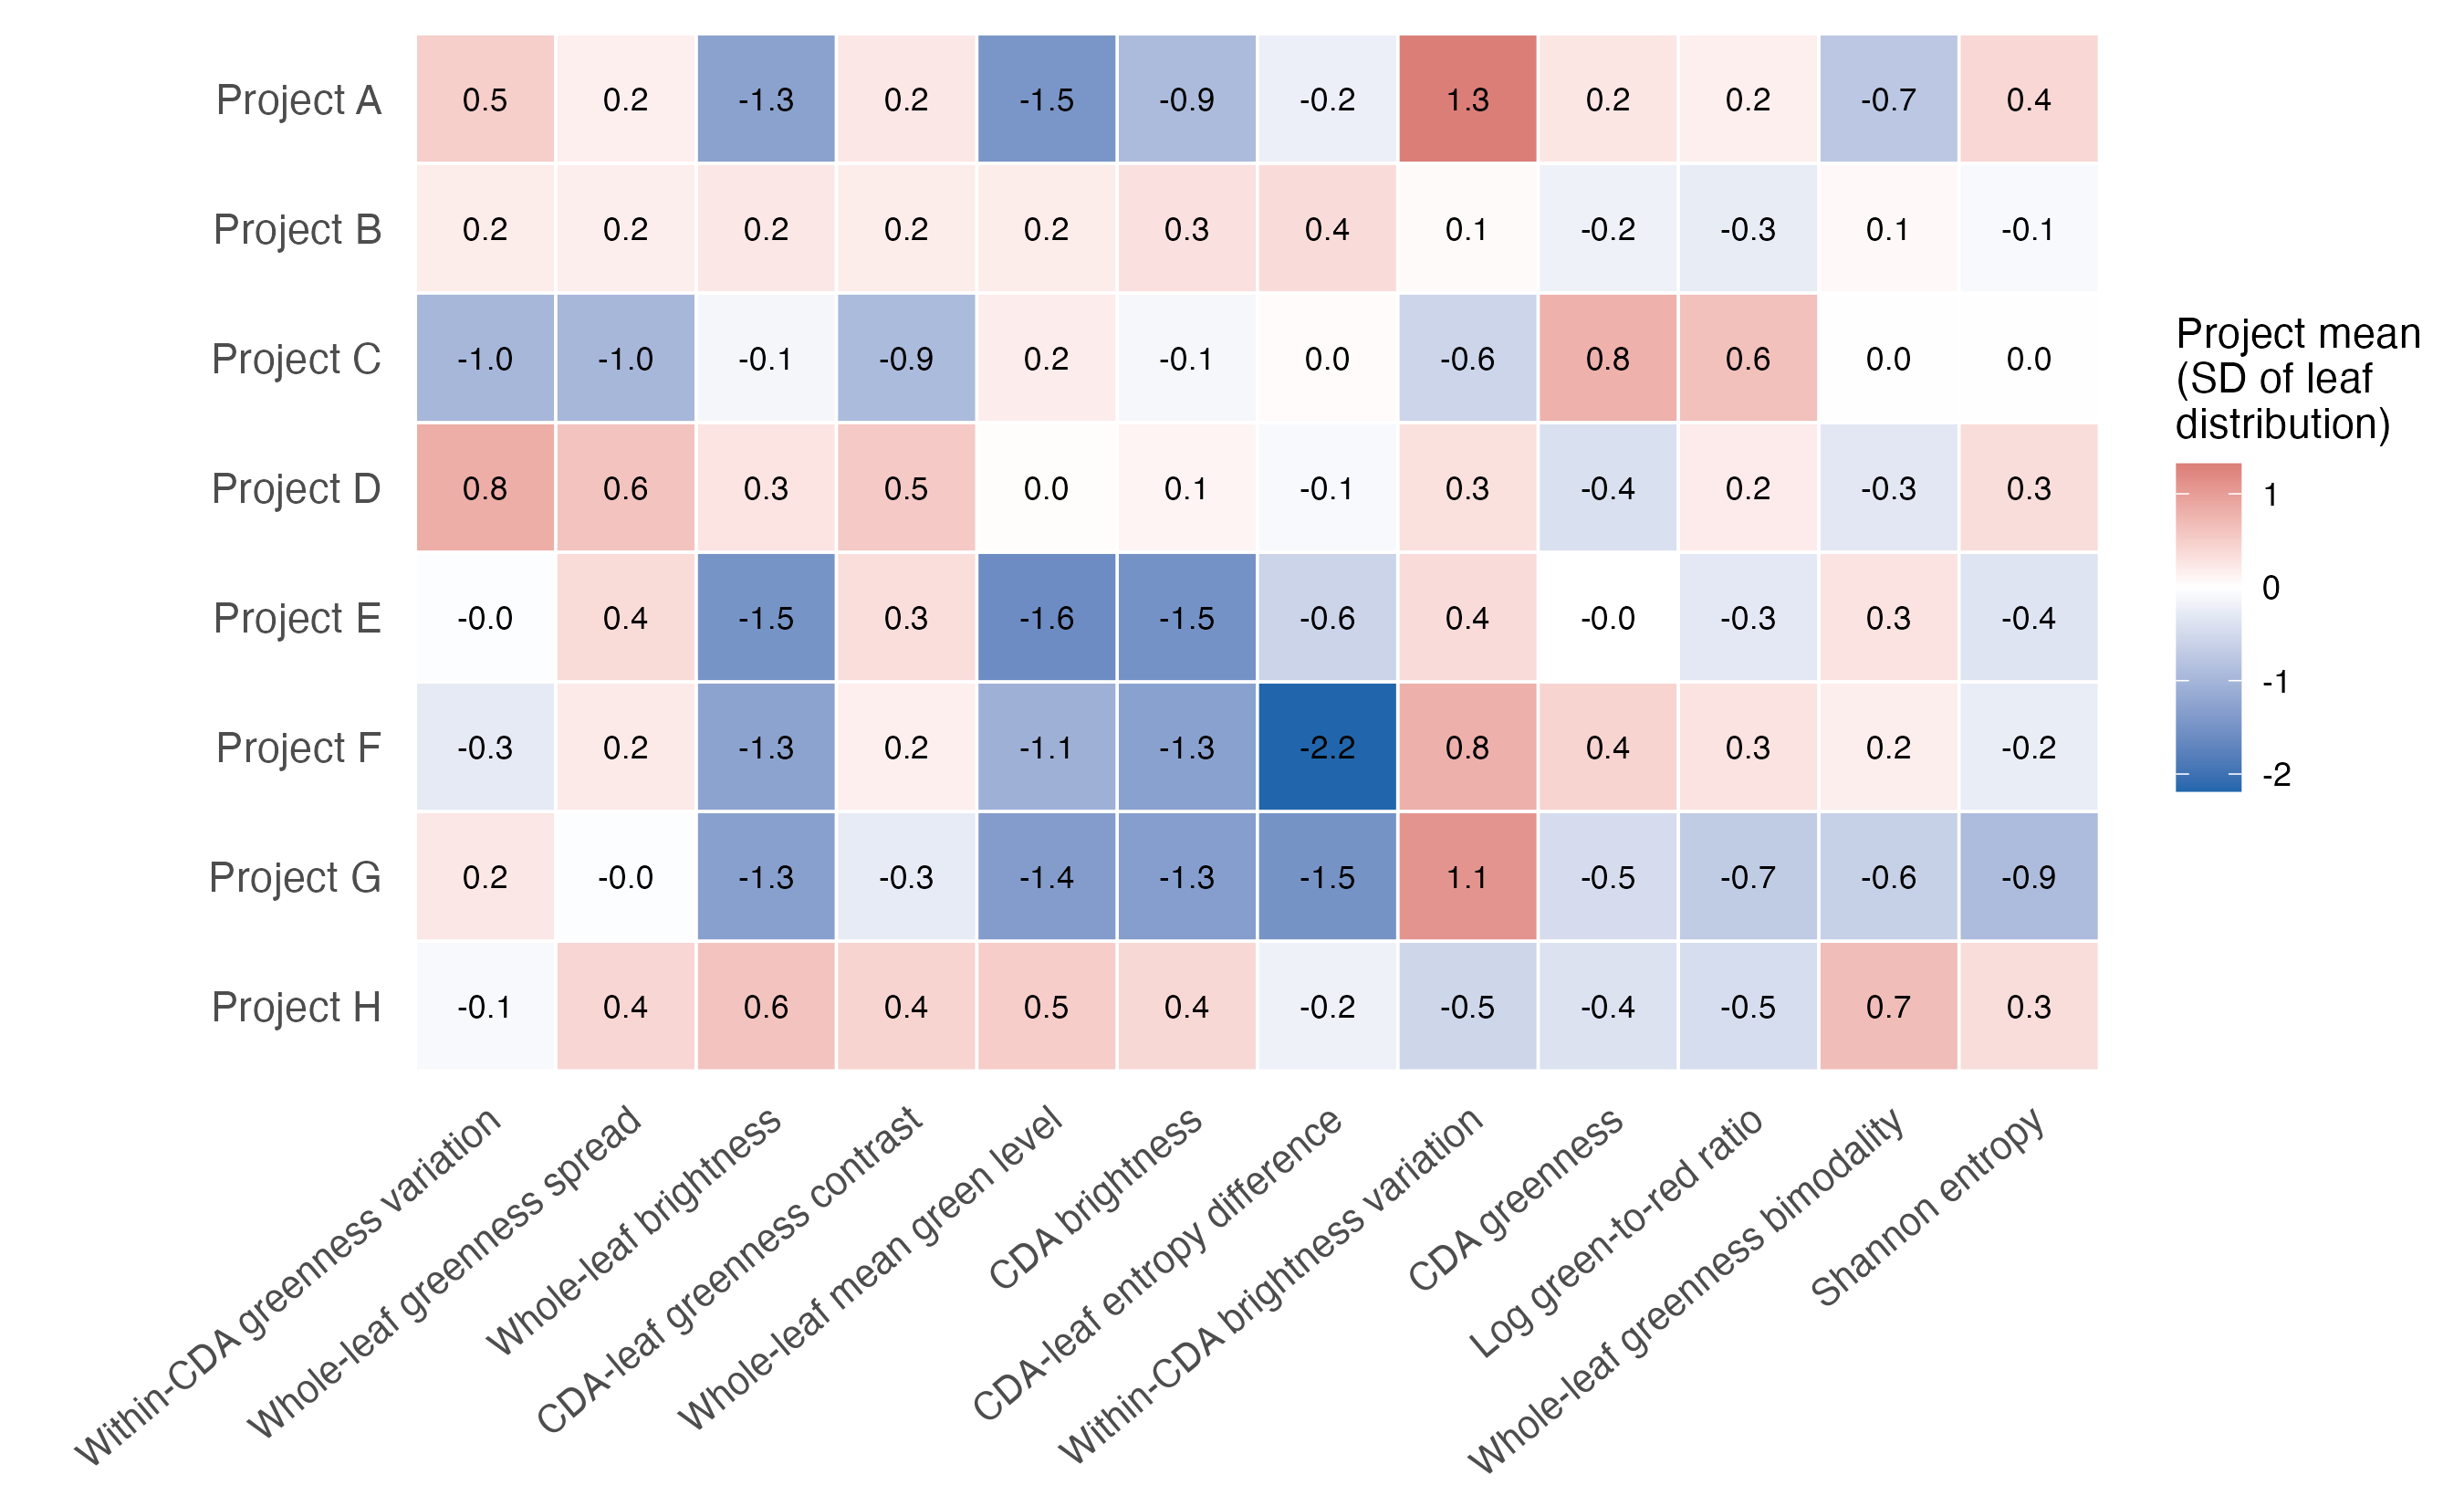 Project A 0.5 0.2 -1.3 0.2 -1.5 -0.9 -0.2 1.3 0.2 0.2 -0.7 0.4
Project B 0.2 0.2 0.2 0.2 0.2 0.3 0.4 0.1 -0.2 -0.3 0.1 -0.1
Project C -1.0 -1.0 -0.1 -0.9 0.2 -0.1 0.0 -0.6 0.8 0.6 0.0 0.0
Project D 0.8 0.6 0.3 0.5 0.0 0.1 -0.1 0.3 -0.4 0.2 -0.3 0.3
Project E -0.0 0.4 -1.5 0.3 -1.6 -1.5 -0.6 0.4 -0.0 -0.3 0.3 -0.4
Project F -0.3 0.2 -1.3 0.2 -1.1 -1.3 -2.2 0.8 0.4 0.3 0.2 -0.2
Project G 0.2 -0.0 -1.3 -0.3 -1.4 -1.3 -1.5 1.1 -0.5 -0.7 -0.6 -0.9
Project H -0.1 0.4 0.6 0.4 0.5 0.4 -0.2 -0.5 -0.4 -0.5 0.7 0.3
Within-CDA greenness variation
Whole-leaf greenness spread
Whole-leaf brightness
CDA-leaf greenness contrast
Whole-leaf mean green level
CDA brightness
CDA-leaf entropy difference
Within-CDA brightness variation
CDA greenness
Log green-to-red ratio
Whole-leaf greenness bimodality
Shannon entropy
Project mean
(SD of leaf
distribution)
1
0
-1
-2